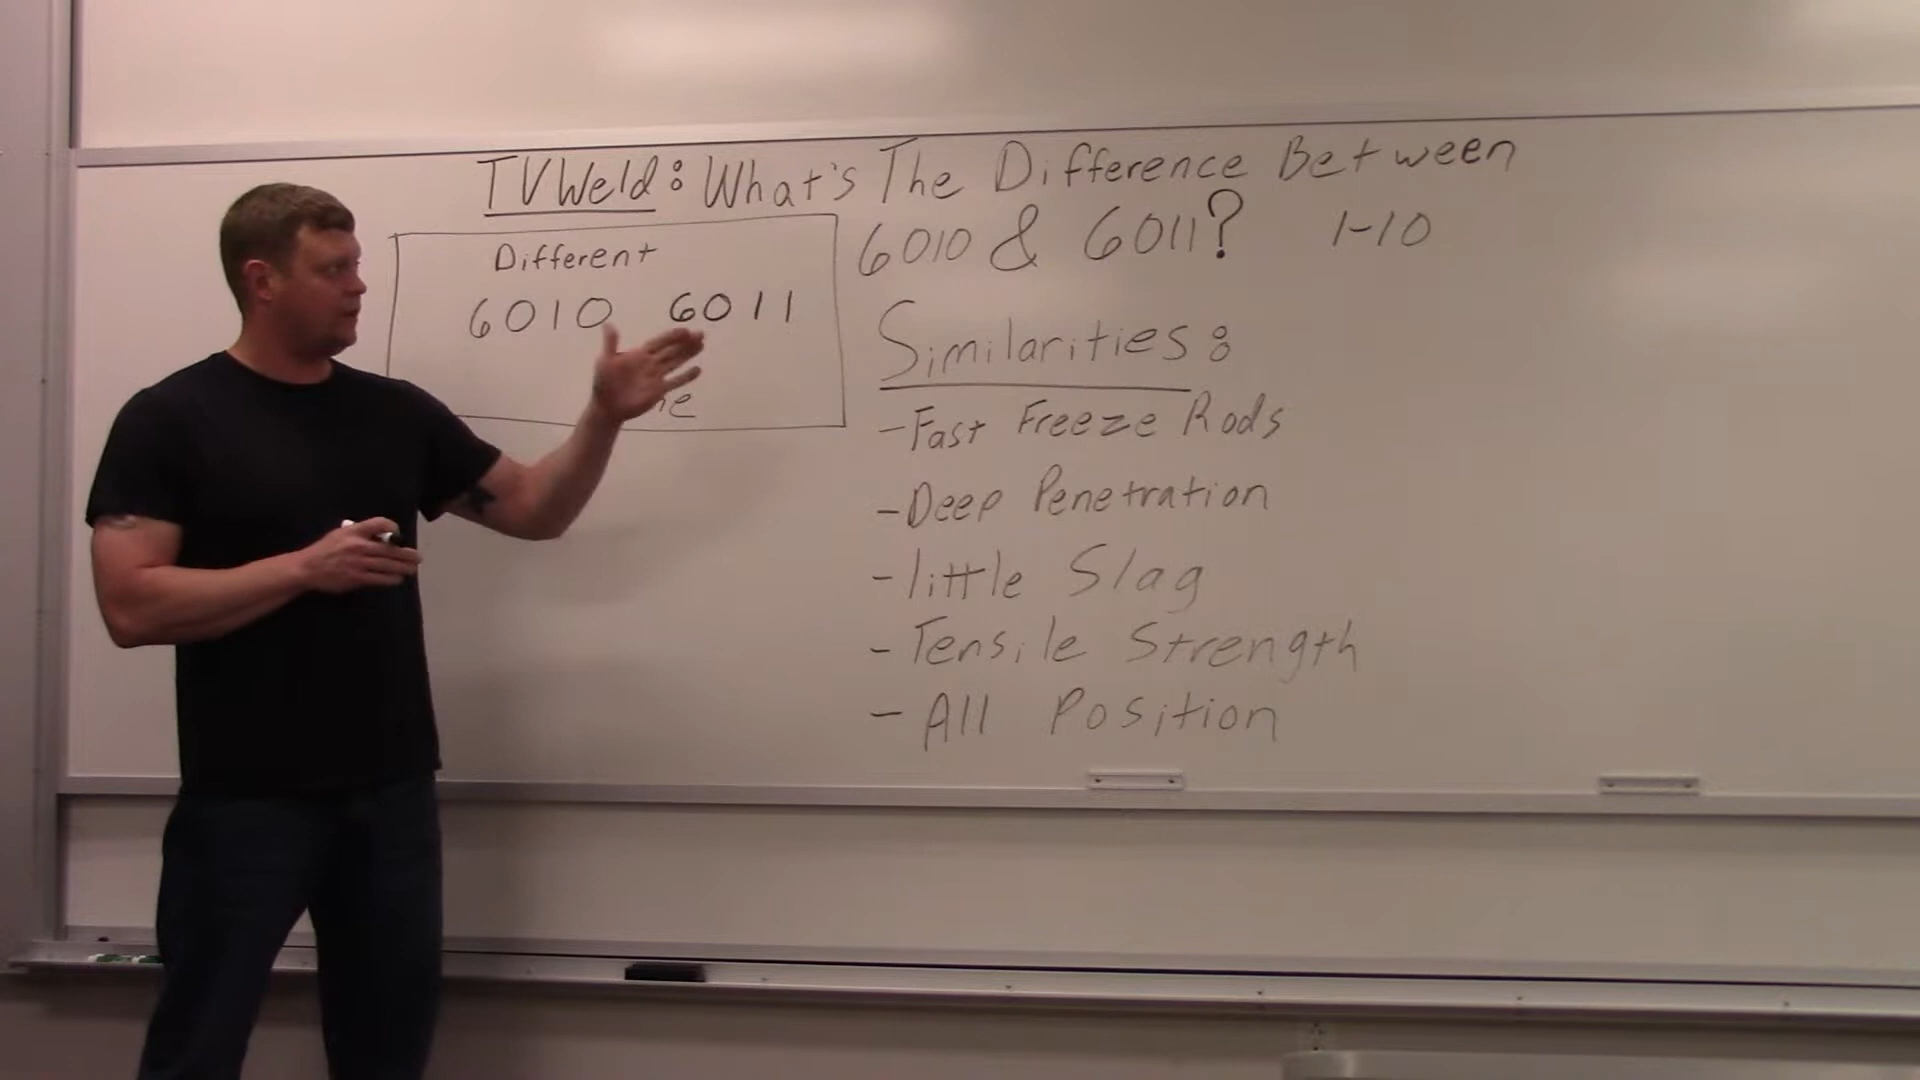 TVWeld: What's The Difference Between
6010 & 6011? 1-10
Different
6010 6011
Similarities:
-Fast Freeze Rods
-Deep Penetration
-little Slag
-Tensile Strength
-All Position